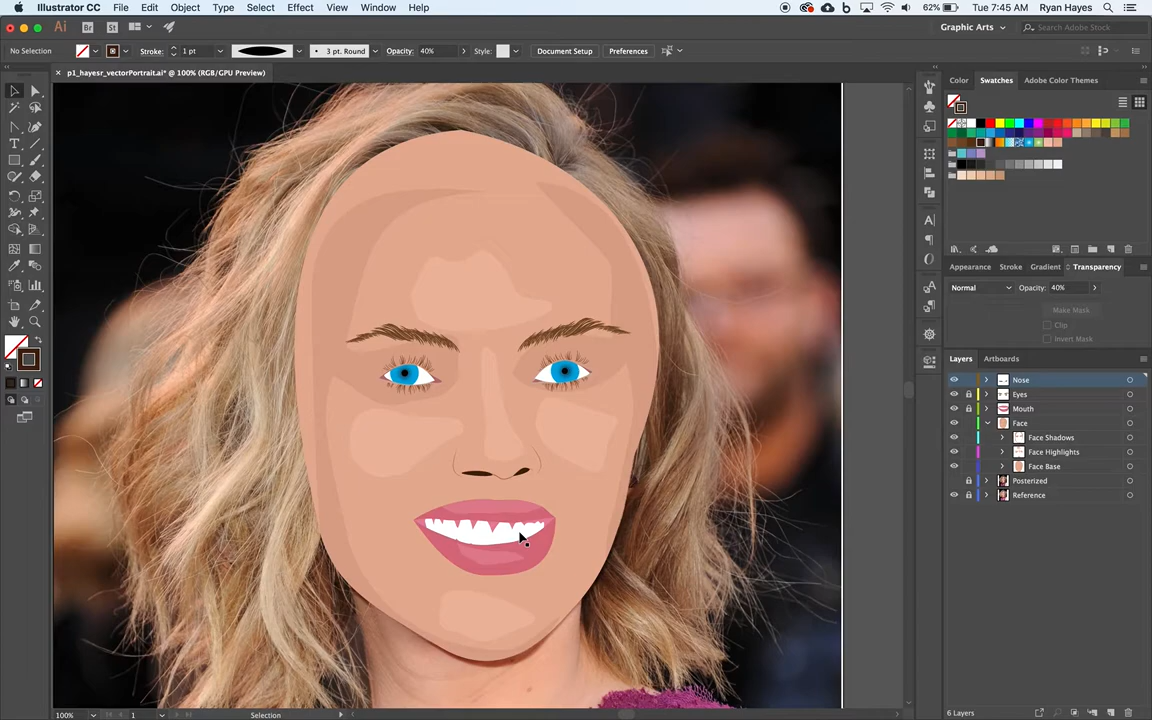 Illustrator CC File Edit Object Type Select Effect View Window Help
62% Tue 7:45 AM Ryan Hayes
Ai Br St Graphic Arts Search Adobe Stock
No Selection Stroke: 1 pt 3 pt. Round Opacity: 40% Style: Document Setup Preferences
p1_hayesr_vectorPortrait.ai* @ 100% (RGB/GPU Preview)
Color Swatches Adobe Color Themes
Appearance Stroke Gradient Transparency
Normal Opacity: 40%
Make Mask
Clip
Invert Mask
Layers Artboards
Nose
Eyes
Mouth
Face
Face Shadows
Face Highlights
Face Base
Posterized
Reference
100% 1 Selection 6 Layers